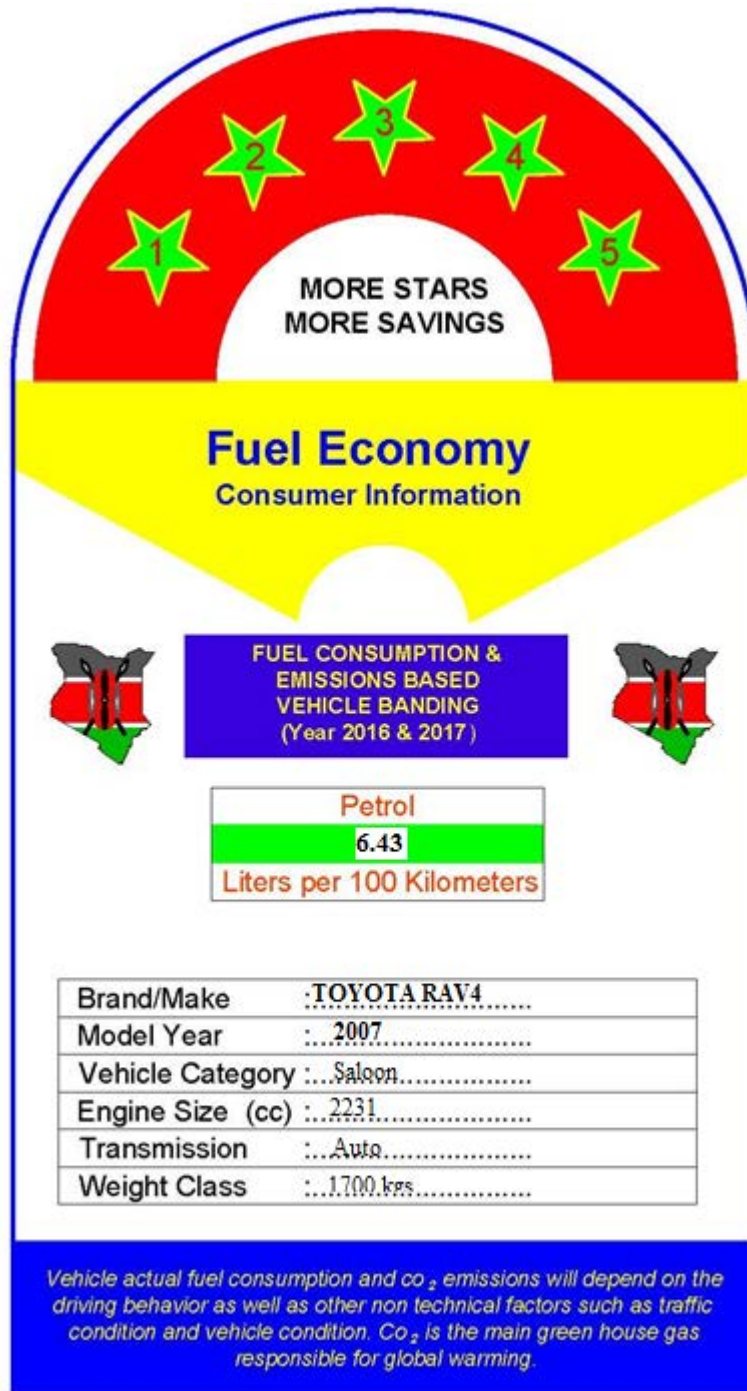 1
2
3
4
5
MORE STARS
MORE SAVINGS
Fuel Economy
Consumer Information
FUEL CONSUMPTION &
EMISSIONS BASED
VEHICLE BANDING
(Year 2016 & 2017)
Petrol
6.43
Liters per 100 Kilometers
Brand/Make :TOYOTA RAV4
Model Year : 2007
Vehicle Category : Saloon
Engine Size (cc) : 2231
Transmission : Auto
Weight Class : 1700 kgs
Vehicle actual fuel consumption and co₂ emissions will depend on the
driving behavior as well as other non technical factors such as traffic
condition and vehicle condition. Co₂ is the main green house gas
responsible for global warming.